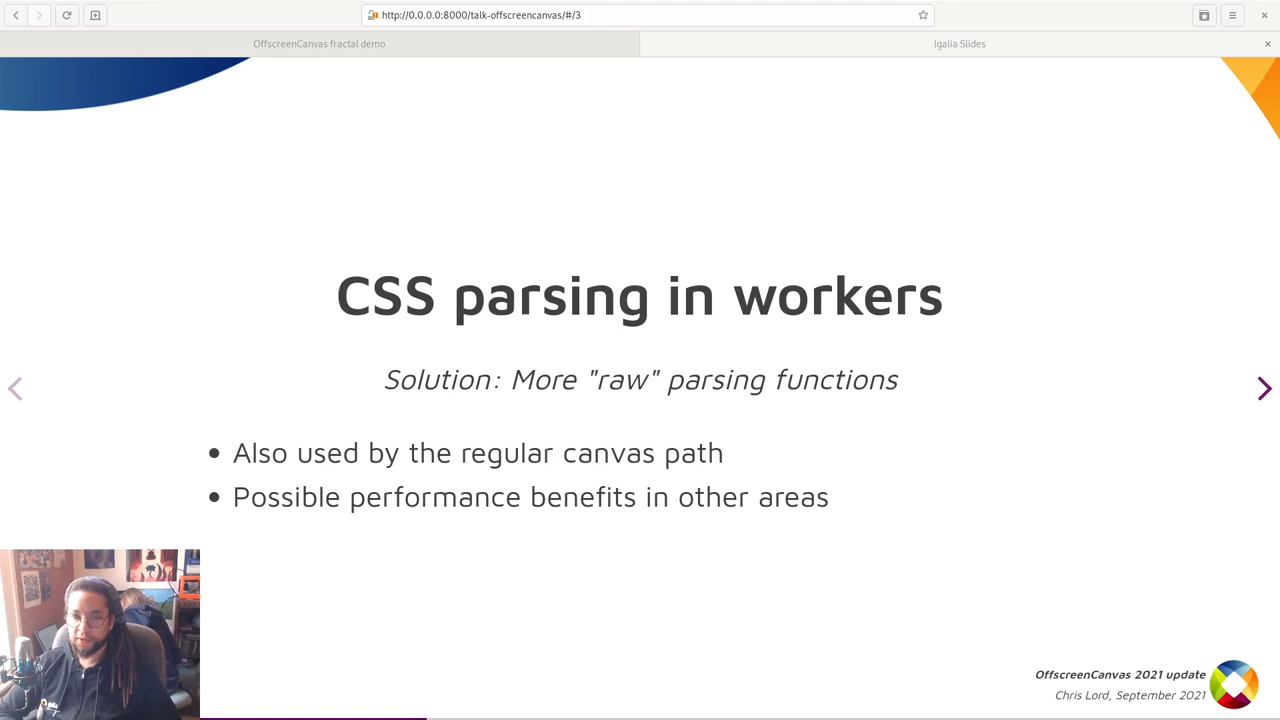 http://0.0.0.0:8000/talk-offscreencanvas/#/3
OffscreenCanvas fractal demo
Igalia Slides
CSS parsing in workers
Solution: More "raw" parsing functions
• Also used by the regular canvas path
• Possible performance benefits in other areas
OffscreenCanvas 2021 update
Chris Lord, September 2021